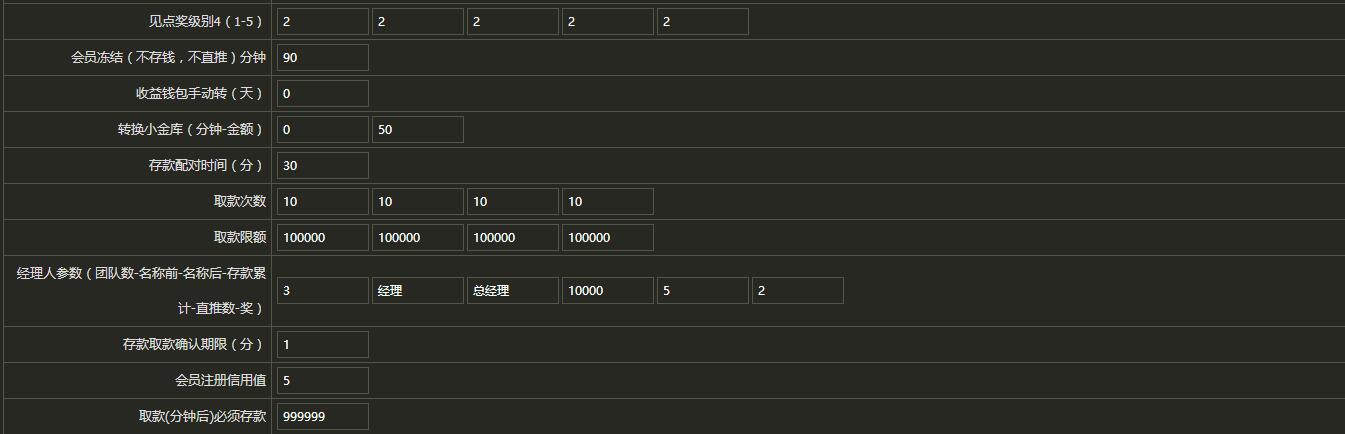 见点奖级别4（1-5） 2 2 2 2 2
会员冻结（不存钱，不直推）分钟 90
收益钱包手动转（天） 0
转换小金库（分钟-金额） 0 50
存款配对时间（分） 30
取款次数 10 10 10 10
取款限额 100000 100000 100000 100000
经理人参数（团队数-名称前-名称后-存款累
计-直推数-奖） 3 经理 总经理 10000 5 2
存款取款确认期限（分） 1
会员注册信用值 5
取款(分钟后)必须存款 999999